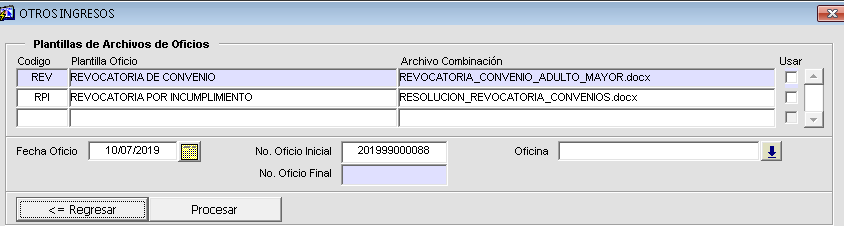 OTROS INGRESOS
Plantillas de Archivos de Oficios
Codigo Plantilla Oficio Archivo Combinación Usar
REV REVOCATORIA DE CONVENIO REVOCATORIA_CONVENIO_ADULTO_MAYOR.docx
RPI REVOCATORIA POR INCUMPLIMIENTO RESOLUCION_REVOCATORIA_CONVENIOS.docx
Fecha Oficio 10/07/2019 No. Oficio Inicial 201999000088 Oficina
No. Oficio Final
<= Regresar Procesar